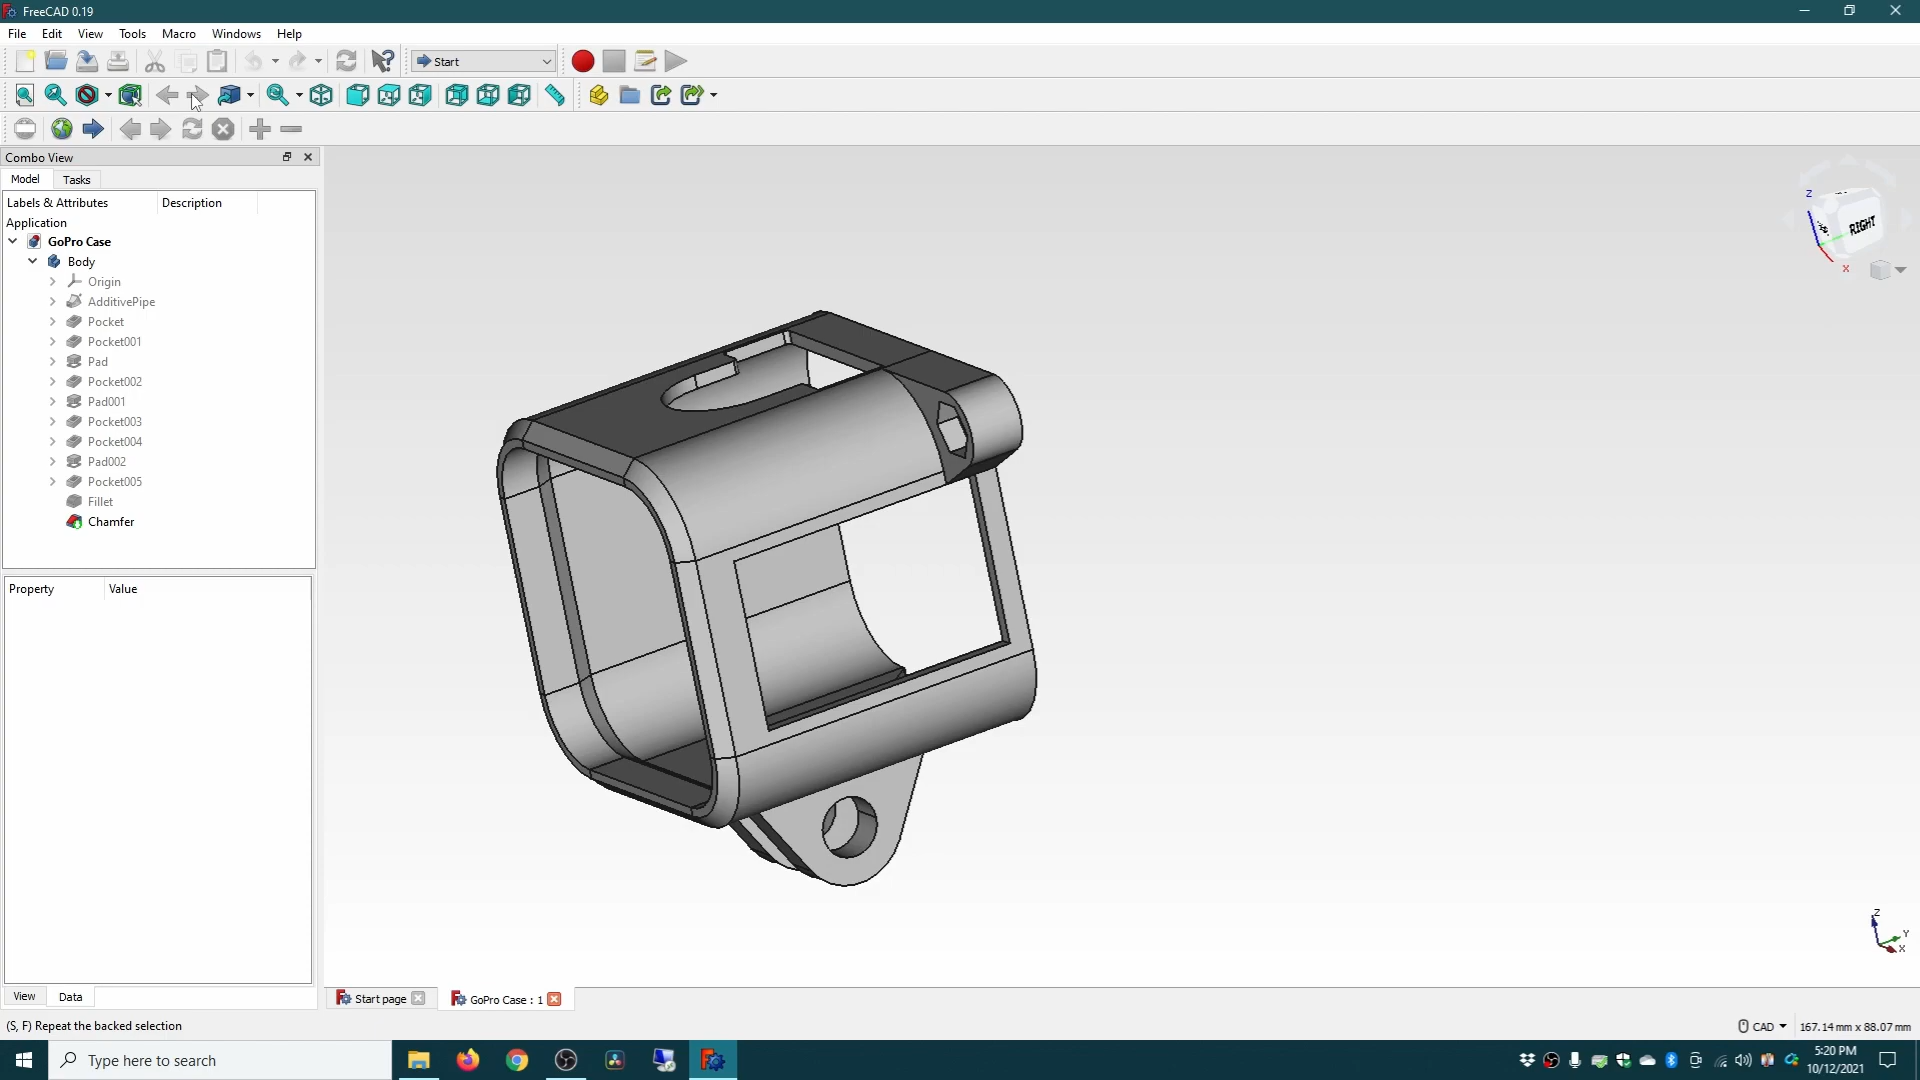 FreeCAD 0.19
File Edit View Tools Macro Windows Help
Start
Combo View
Model Tasks
Labels & Attributes Description
Application
GoPro Case
Body
Origin
AdditivePipe
Pocket
Pocket001
Pad
Pocket002
Pad001
Pocket003
Pocket004
Pad002
Pocket005
Fillet
Chamfer
Property Value
Z
RIGHT
X
Z
Y
X
View Data
Start page GoPro Case : 1
(S, F) Repeat the backed selection
CAD 167.14 mm x 88.07 mm
Type here to search
5:20 PM
10/12/2021